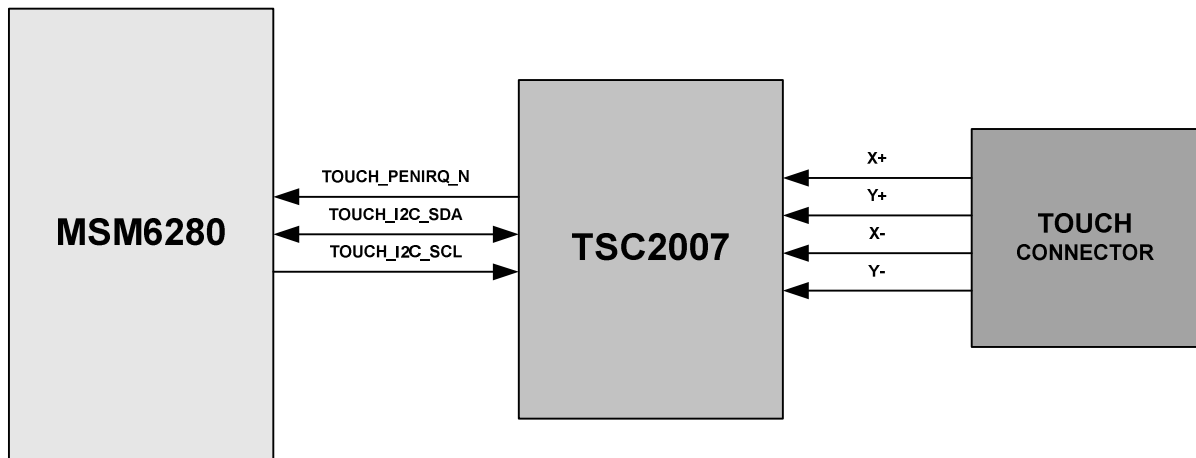 MSM6280
TOUCH_PENIRQ_N
TOUCH_I2C_SDA
TOUCH_I2C_SCL
TSC2007
X+
Y+
X-
Y-
TOUCH
CONNECTOR